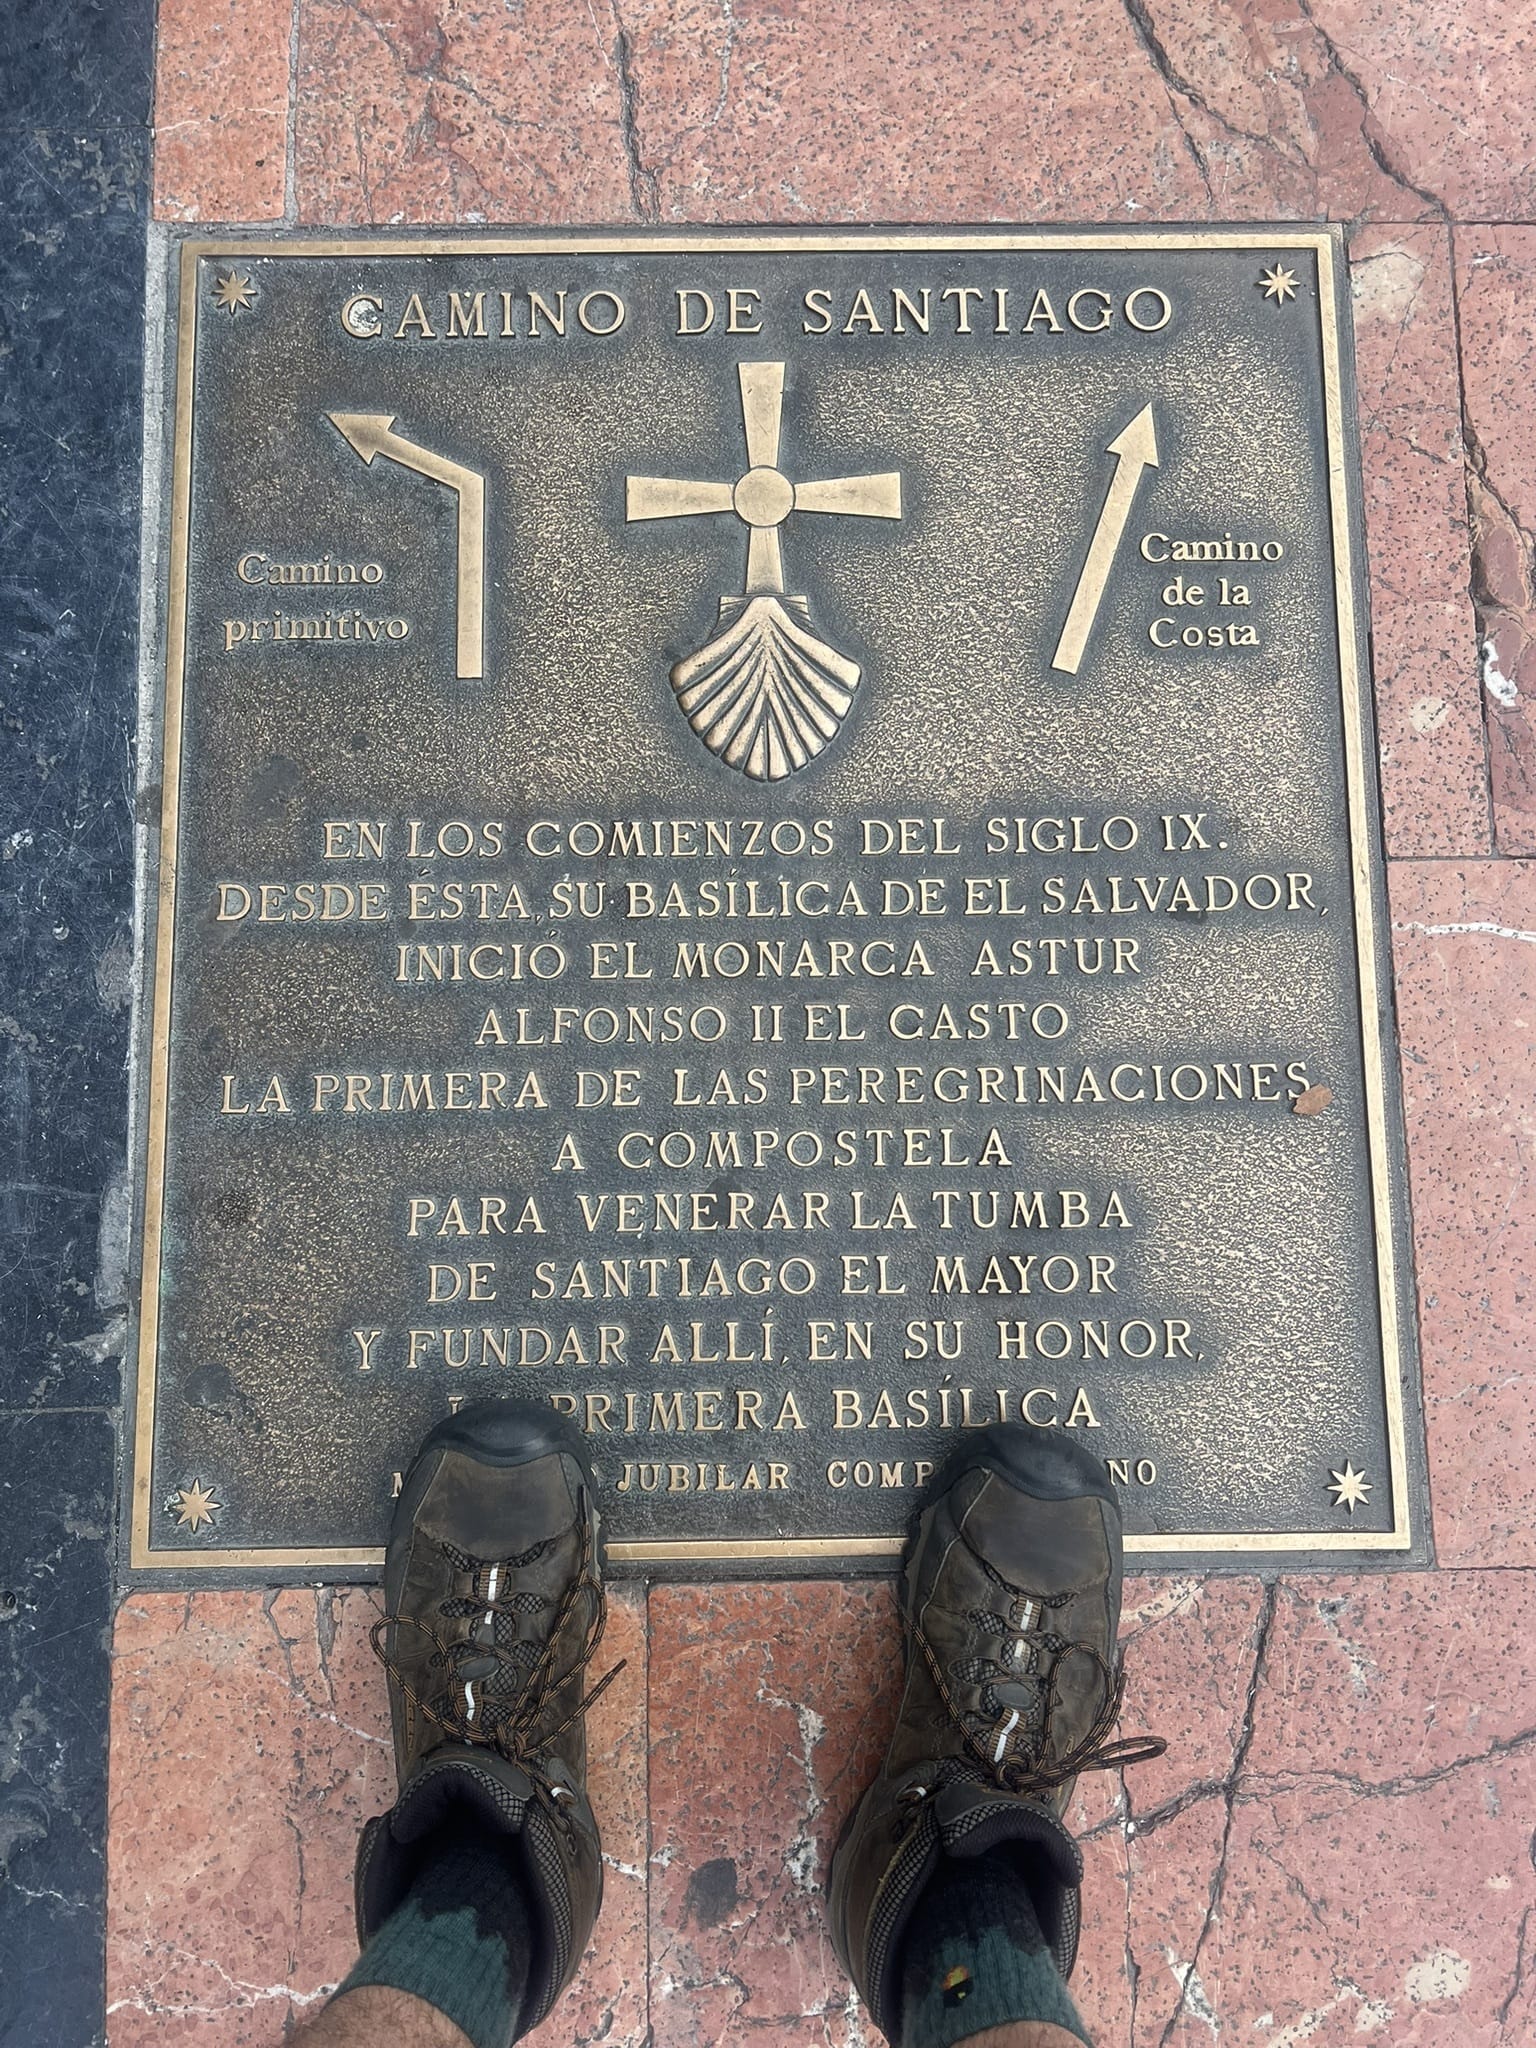 CAMINO DE SANTIAGO
Camino
primitivo
Camino
de la
Costa
EN LOS COMIENZOS DEL SIGLO IX.
DESDE ÉSTA, SU BASÍLICA DE EL SALVADOR,
INICIÓ EL MONARCA ASTUR
ALFONSO II EL CASTO
LA PRIMERA DE LAS PEREGRINACIONES
A COMPOSTELA
PARA VENERAR LA TUMBA
DE SANTIAGO EL MAYOR
Y FUNDAR ALLÍ, EN SU HONOR,
LA PRIMERA BASÍLICA
JUBILAR